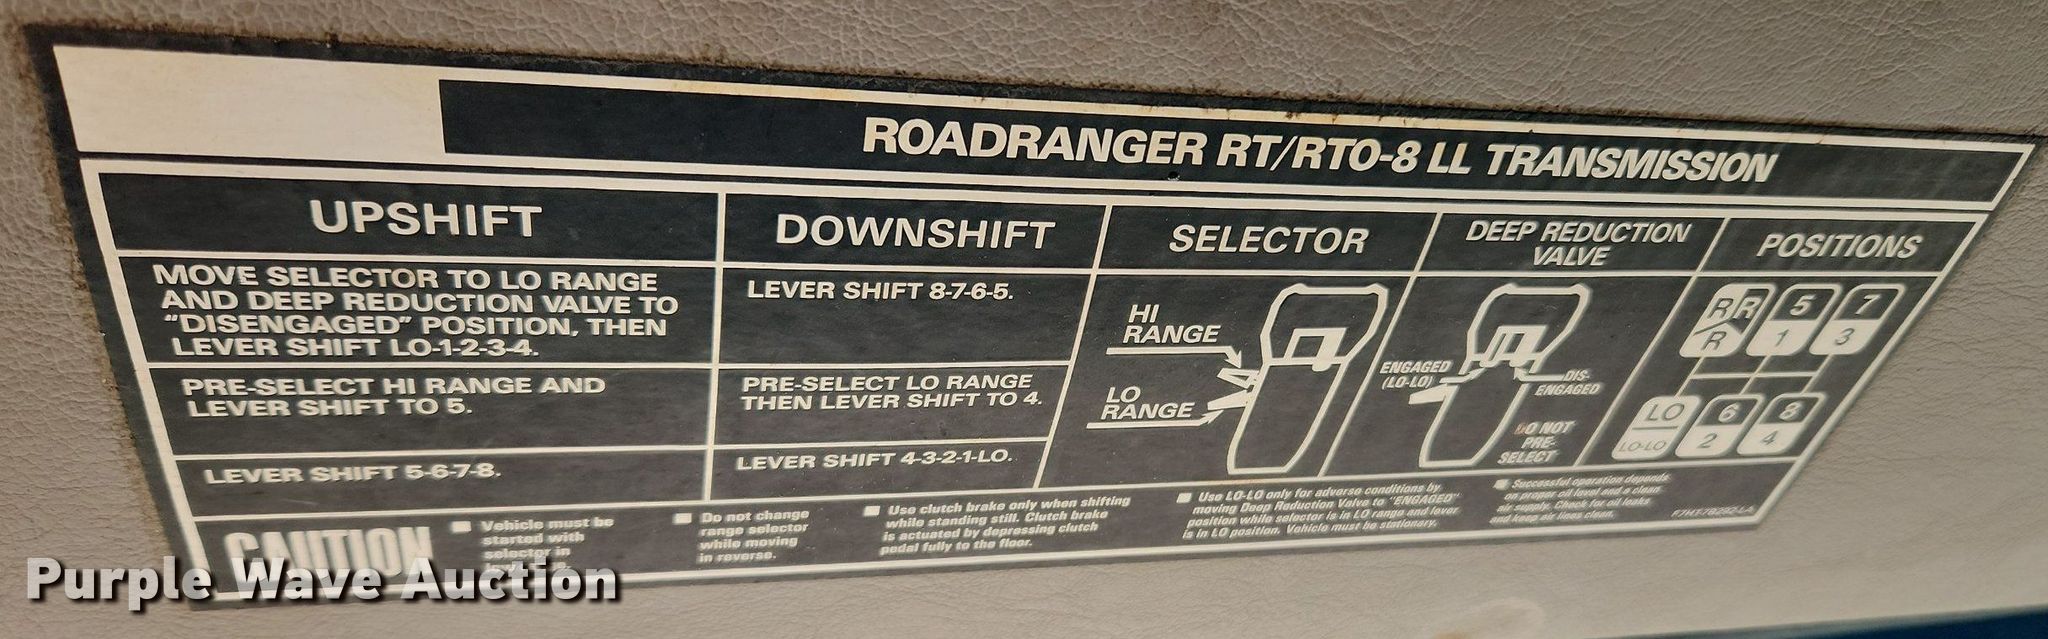 ROADRANGER RT/RTO-8 LL TRANSMISSION
UPSHIFT
MOVE SELECTOR TO LO RANGE
AND DEEP REDUCTION VALVE TO
"DISENGAGED" POSITION, THEN
LEVER SHIFT LO-1-2-3-4.
PRE-SELECT HI RANGE AND
LEVER SHIFT TO 5.
LEVER SHIFT 5-6-7-8.
DOWNSHIFT
LEVER SHIFT 8-7-6-5.
PRE-SELECT LO RANGE
THEN LEVER SHIFT TO 4.
LEVER SHIFT 4-3-2-1-LO.
SELECTOR
HI
RANGE
LO
RANGE
DEEP REDUCTION
VALVE
ENGAGED
(LO-LO)
DIS-
ENGAGED
DO NOT
PRE-
SELECT
POSITIONS
R R 5 7
R 1 3
LO 6 8
LO-LO 2 4
CAUTION
■ Vehicle must be
started with
selector in
■ Do not change
range selector
while moving
in reverse.
■ Use clutch brake only when shifting
while standing still. Clutch brake
is actuated by depressing clutch
pedal fully to the floor.
■ Use LO-LO only for adverse conditions by
moving Deep Reduction Valve to "ENGAGED"
position while selector is in LO range and lever
is in LO position. Vehicle must be stationary.
■ Successful operation depends
on proper oil level and a clean
air supply. Check for oil leaks
and keep air lines clean.
F7HT-7B292-LA
Purple Wave Auction